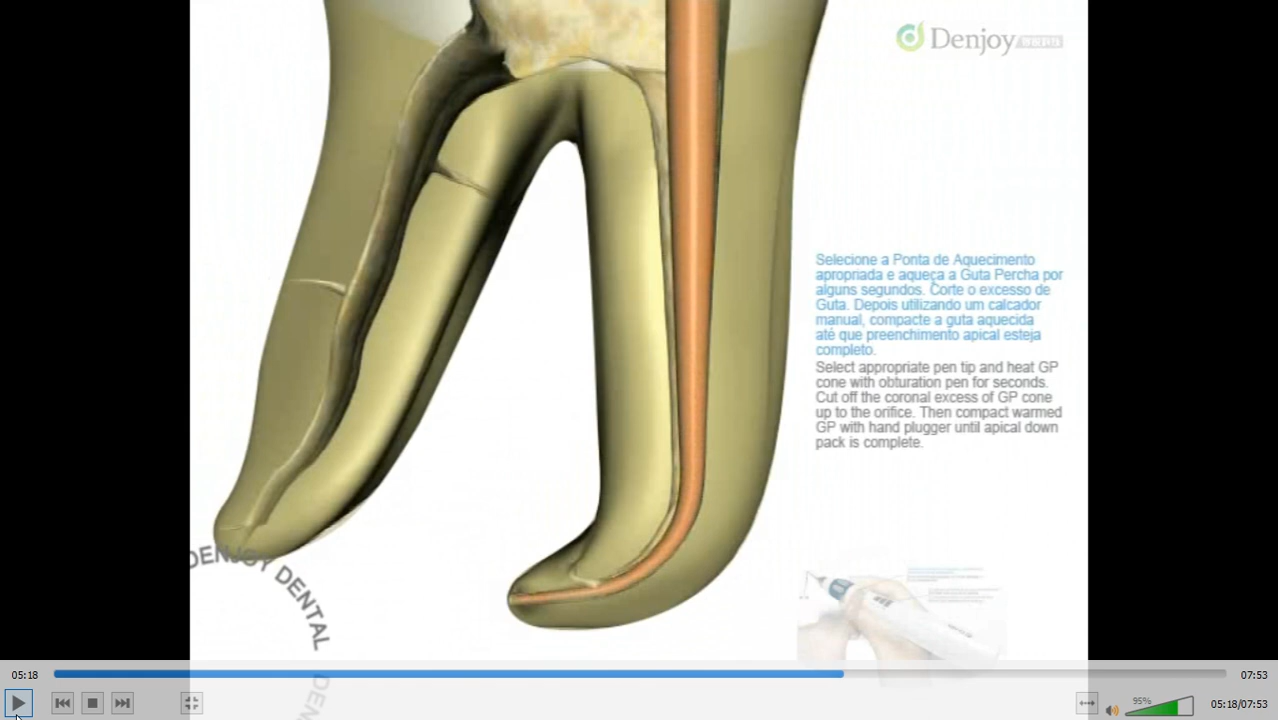 Denjoy
Selecione a Ponta de Aquecimento
apropriada e aqueça a Guta Percha por
alguns segundos. Corte o excesso de
Guta. Depois utilizando um calcador
manual, compacte a guta aquecida
até que preenchimento apical esteja
completo.
Select appropriate pen tip and heat GP
cone with obturation pen for seconds.
Cut off the coronal excess of GP cone
up to the orifice. Then compact warmed
GP with hand plugger until apical down
pack is complete.
DENJOY DENTAL
DE
05:18
07:53
95%
05:18/07:53